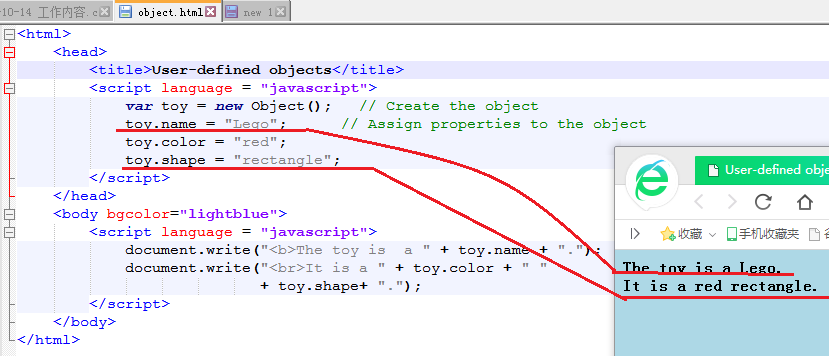 -10-14 工作内容.c object.html new 1
<html>
<head>
<title>User-defined objects</title>
<script language = "javascript">
var toy = new Object();   // Create the object
toy.name = "Lego";      // Assign properties to the object
toy.color = "red";
toy.shape = "rectangle";
</script>
</head>
<body bgcolor="lightblue">
<script language = "javascript">
document.write("<b>The toy is  a " + toy.name + ".");
document.write("<br>It is a " + toy.color + " "
+ toy.shape+ ".");
</script>
</body>
</html>
User-defined obje
收藏 手机收藏夹
The toy is a Lego.
It is a red rectangle.